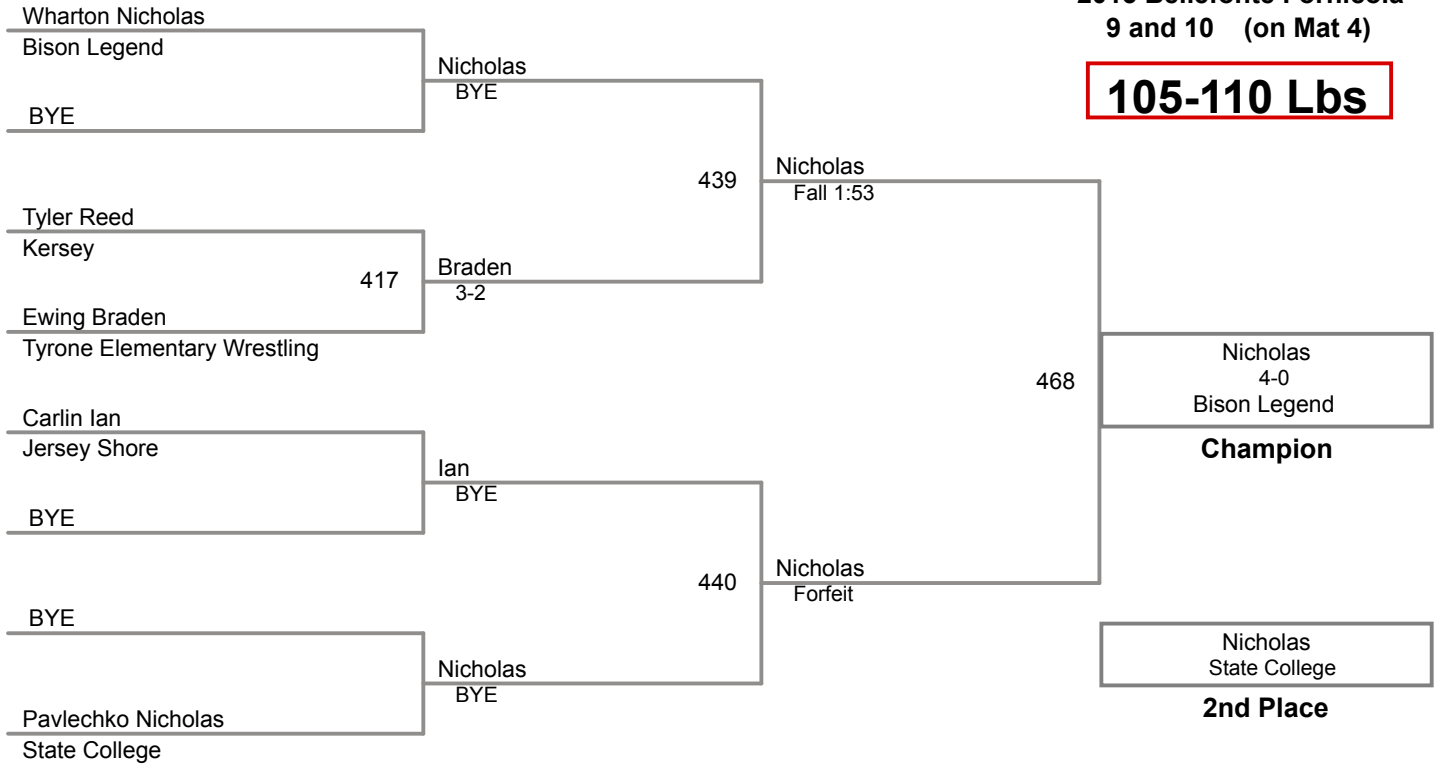 Bellefonte Fornicola
9 and 10 (on Mat 4)
105-110 Lbs
Wharton Nicholas
Bison Legend
BYE
Nicholas
BYE
Tyler Reed
Kersey
417
Ewing Braden
Tyrone Elementary Wrestling
Braden
3-2
439
Nicholas
Fall 1:53
Carlin Ian
Jersey Shore
BYE
Ian
BYE
BYE
Pavlechko Nicholas
State College
Nicholas
BYE
440
Nicholas
Forfeit
468
Nicholas
4-0
Bison Legend
Champion
Nicholas
State College
2nd Place